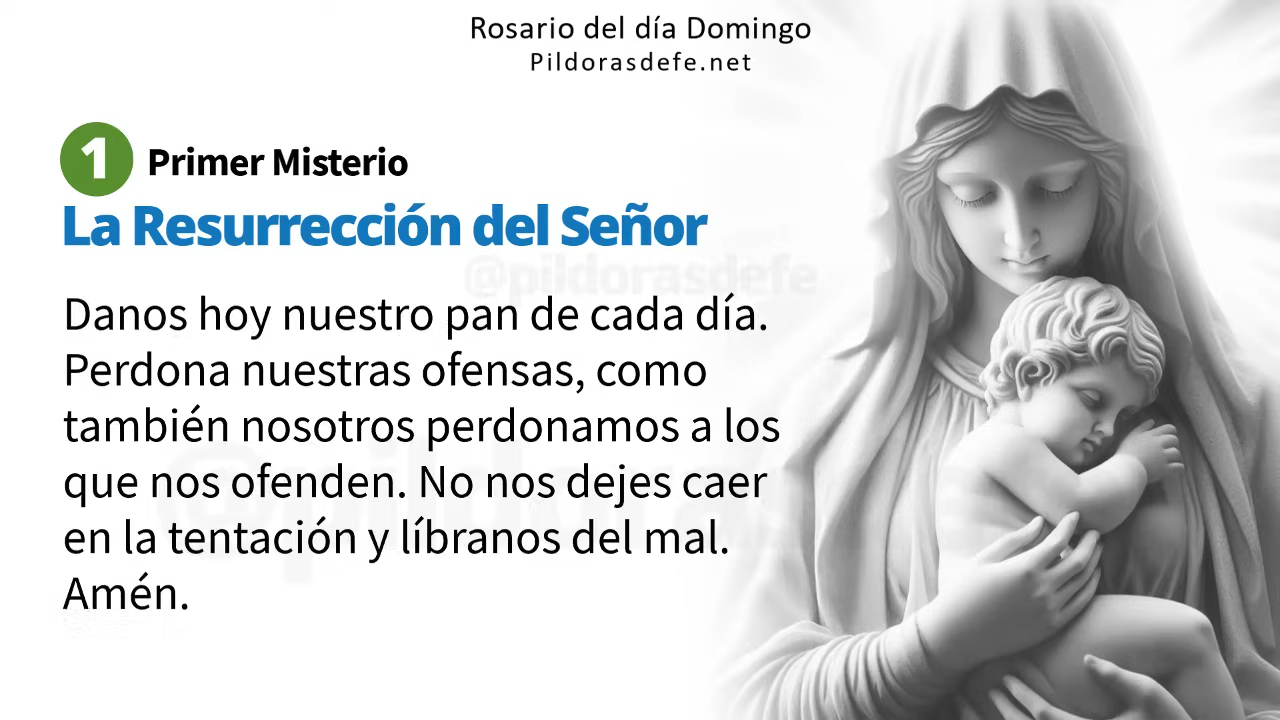 Rosario del día Domingo
Pildorasdefe.net
1 Primer Misterio
La Resurrección del Señor
@pildorasdefe
Danos hoy nuestro pan de cada día.
Perdona nuestras ofensas, como
también nosotros perdonamos a los
que nos ofenden. No nos dejes caer
en la tentación y líbranos del mal.
Amén.
@pildorasdefe